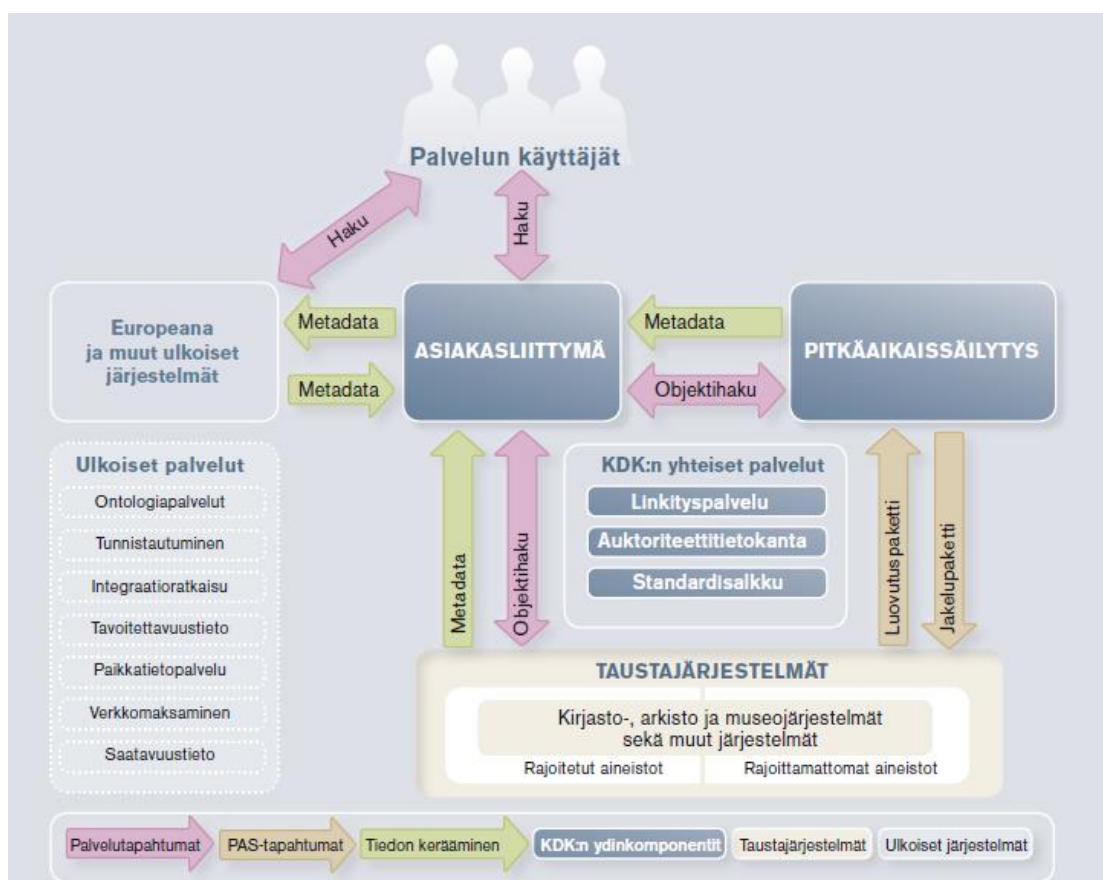 Palvelun käyttäjät
Haku
Haku
Europeana
ja muut ulkoiset
järjestelmät
Metadata
Metadata
ASIAKASLIITTYMÄ
Metadata
Objektihaku
PITKÄAIKAISSÄILYTYS
Ulkoiset palvelut
Ontologiapalvelut
Tunnistautuminen
Integraatioratkaisu
Tavoitettavuustieto
Paikkatietopalvelu
Verkkomaksaminen
Saatavuustieto
Metadata
Objektihaku
KDK:n yhteiset palvelut
Linkityspalvelu
Auktoriteettitietokanta
Standardisalkku
Luovutuspaketti
Jakelupaketti
TAUSTAJÄRJESTELMÄT
Kirjasto-, arkisto ja museojärjestelmät
sekä muut järjestelmät
Rajoitetut aineistot
Rajoittamattomat aineistot
Palvelutapahtumat
PAS-tapahtumat
Tiedon kerääminen
KDK:n ydinkomponentit
Taustajärjestelmät
Ulkoiset järjestelmät